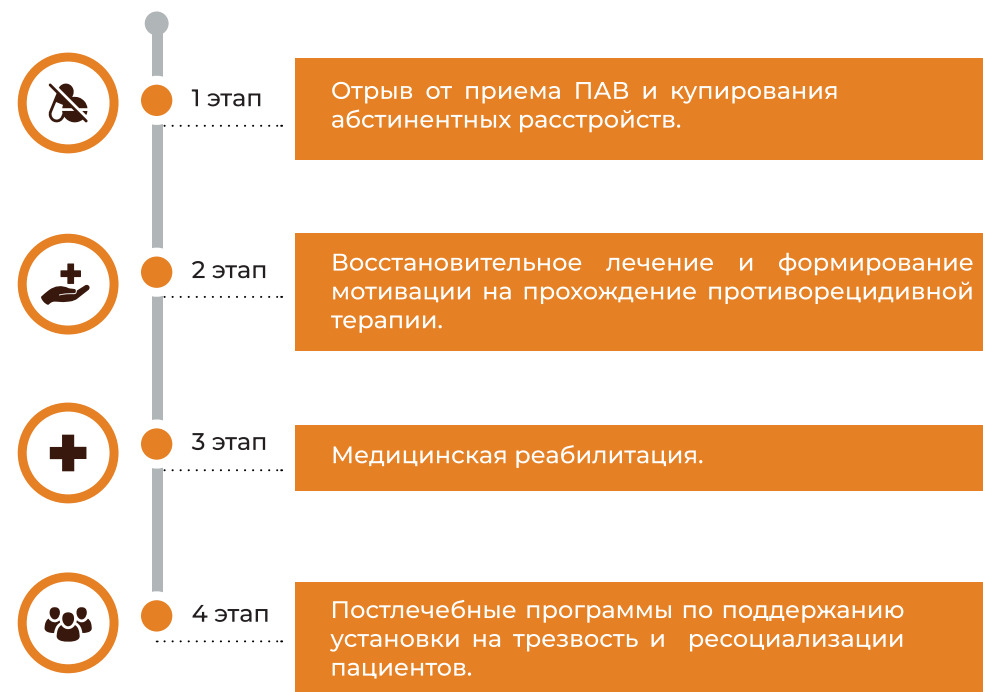 1 этап
Отрыв от приема ПАВ и купирования
абстинентных расстройств.
2 этап
Восстановительное лечение и формирование
мотивации на прохождение противорецидивной
терапии.
3 этап
Медицинская реабилитация.
4 этап
Постлечебные программы по поддержанию
установки на трезвость и ресоциализации
пациентов.